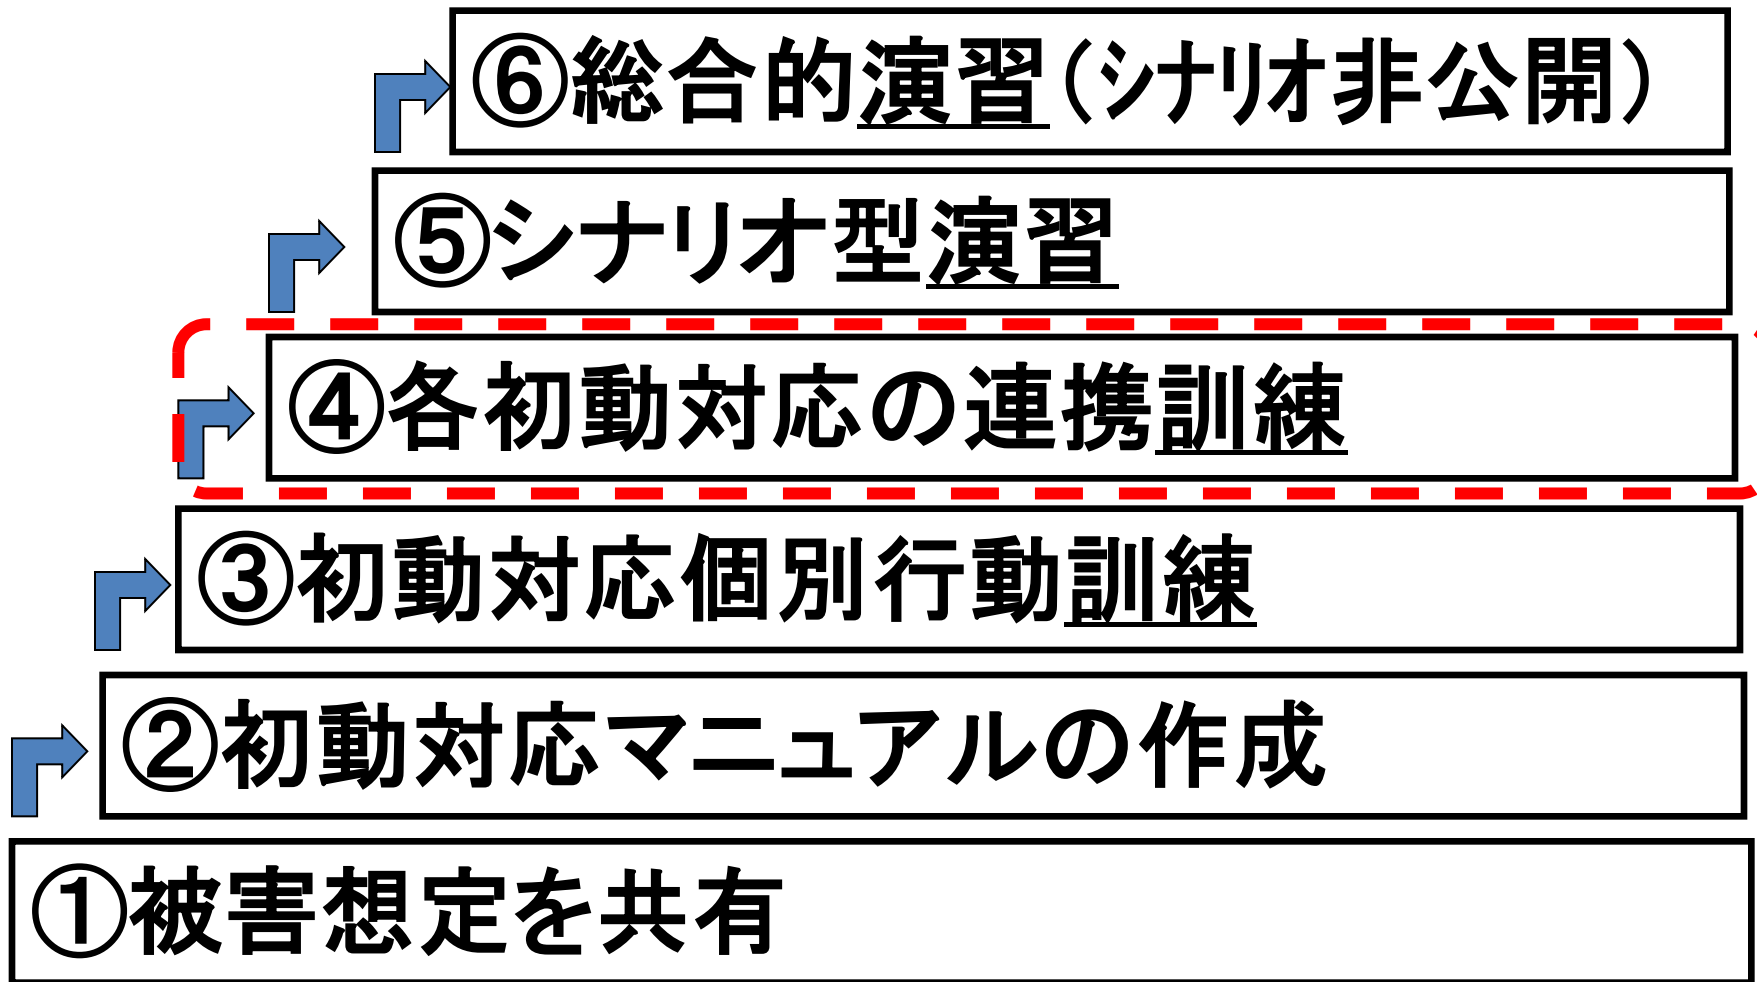 ⑥総合的演習(シナリオ非公開)
⑤シナリオ型演習
④各初動対応の連携訓練
③初動対応個別行動訓練
②初動対応マニュアルの作成
①被害想定を共有